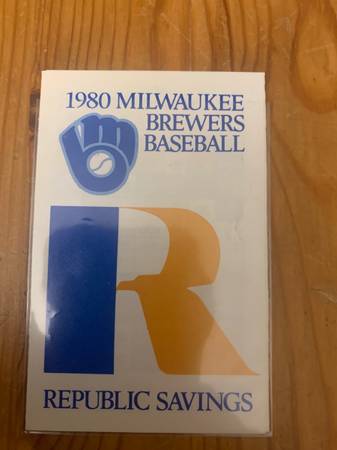 1980 MILWAUKEE
BREWERS
BASEBALL
R
REPUBLIC SAVINGS